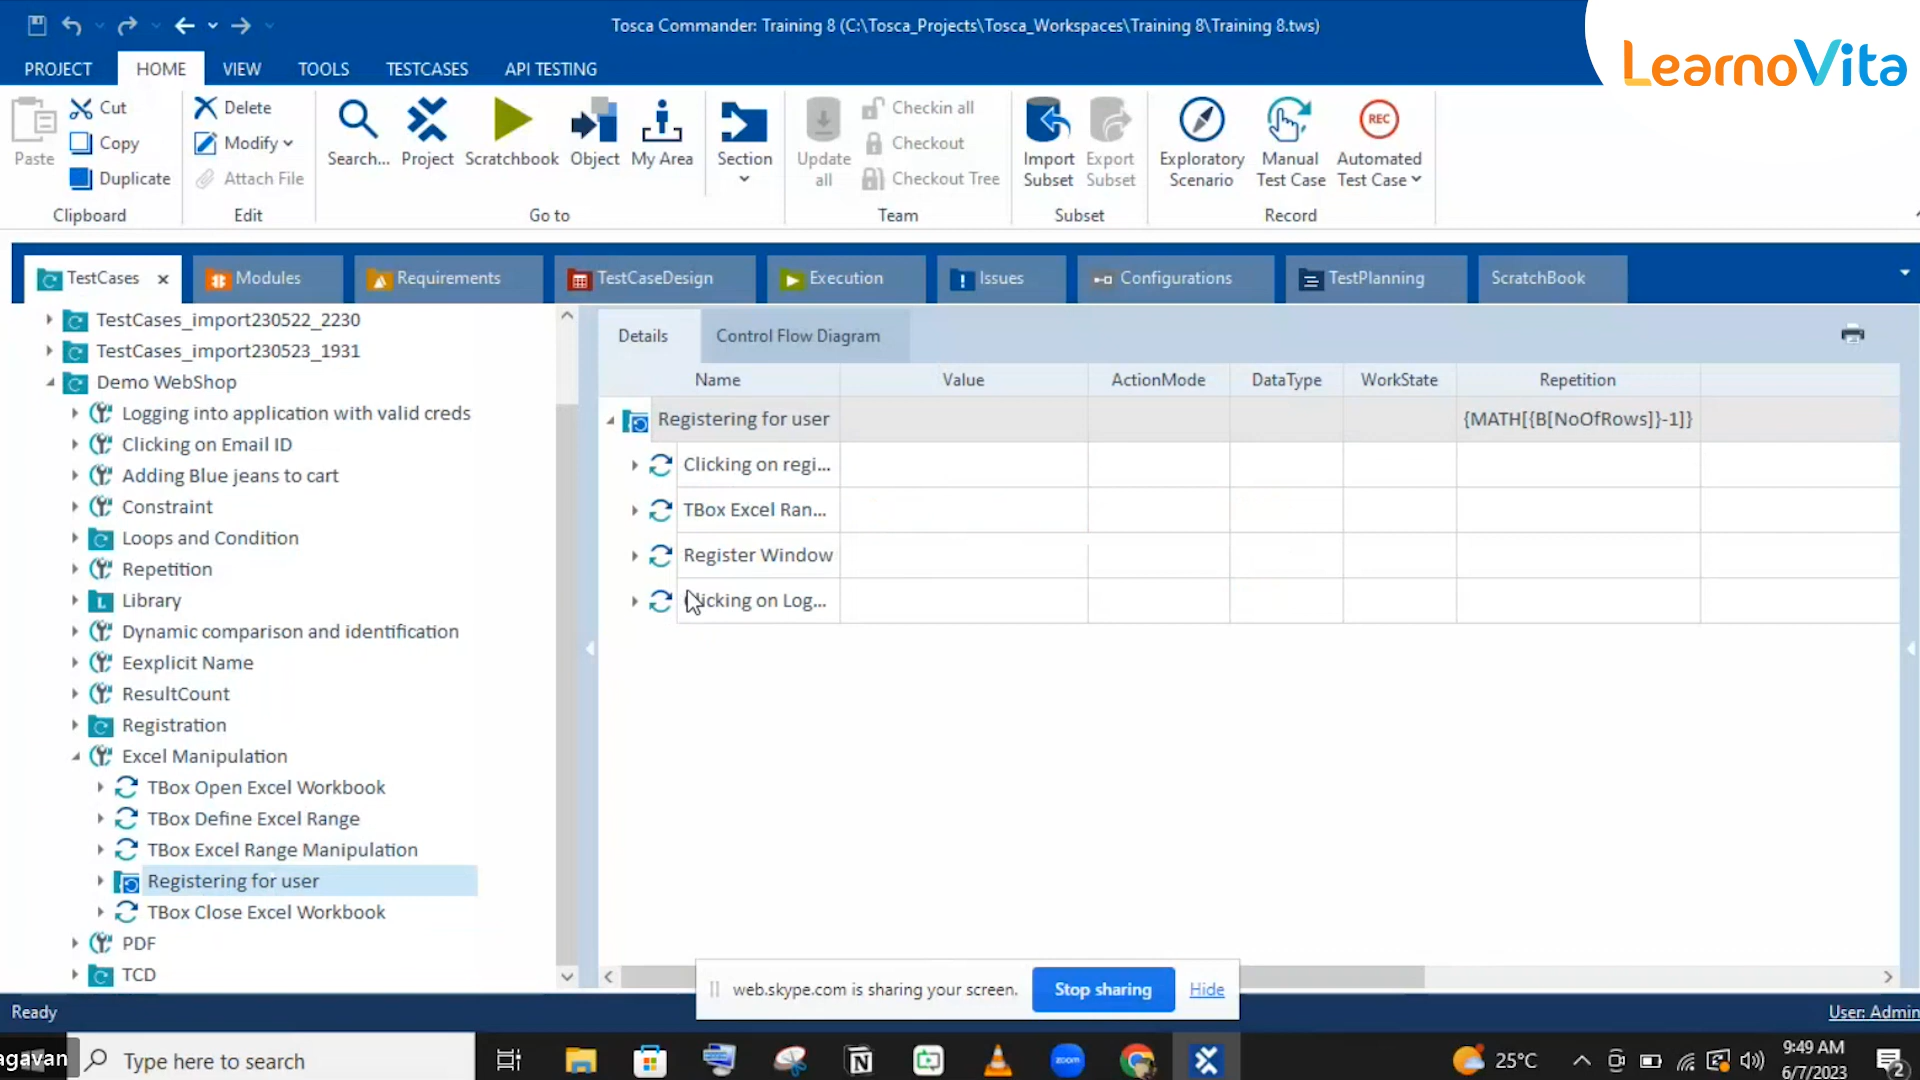 Tosca Commander: Training 8 (C:\Tosca_Projects\Tosca_Workspaces\Training 8\Training 8.tws)
LearnoVita
PROJECT HOME VIEW TOOLS TESTCASES API TESTING
Paste
Cut
Copy
Duplicate
Clipboard
Delete
Modify
Attach File
Edit
Search...
Project
Scratchbook
Object
My Area
Section
Go to
Update all
Checkin all
Checkout
Checkout Tree
Team
Import Subset
Export Subset
Subset
Exploratory Scenario
Manual Test Case
REC
Automated Test Case
Record
TestCases Modules Requirements TestCaseDesign Execution Issues Configurations TestPlanning ScratchBook
TestCases_import230522_2230
TestCases_import230523_1931
Demo WebShop
Logging into application with valid creds
Clicking on Email ID
Adding Blue jeans to cart
Constraint
Loops and Condition
Repetition
Library
Dynamic comparison and identification
Eexplicit Name
ResultCount
Registration
Excel Manipulation
TBox Open Excel Workbook
TBox Define Excel Range
TBox Excel Range Manipulation
Registering for user
TBox Close Excel Workbook
PDF
TCD
Details Control Flow Diagram
Name Value ActionMode DataType WorkState Repetition
Registering for user {MATH[{B[NoOfRows]}-1]}
Clicking on regi...
TBox Excel Ran...
Register Window
Clicking on Log...
web.skype.com is sharing your screen. Stop sharing Hide
Ready
User: Admin
agavan
Type here to search
zoom
25°C
9:49 AM
6/7/2023
2